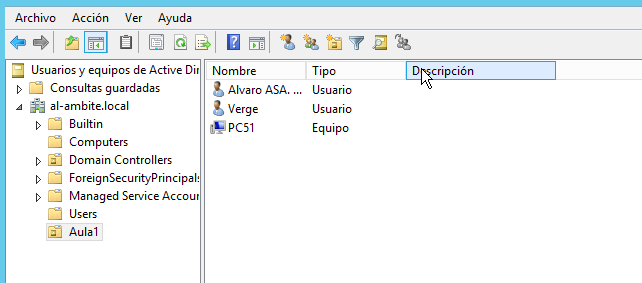 Archivo Acción Ver Ayuda
Usuarios y equipos de Active Dir
Consultas guardadas
al-ambite.local
Builtin
Computers
Domain Controllers
ForeignSecurityPrincipals
Managed Service Accour
Users
Aula1
Nombre Tipo Descripción
Alvaro ASA. ... Usuario
Verge Usuario
PC51 Equipo